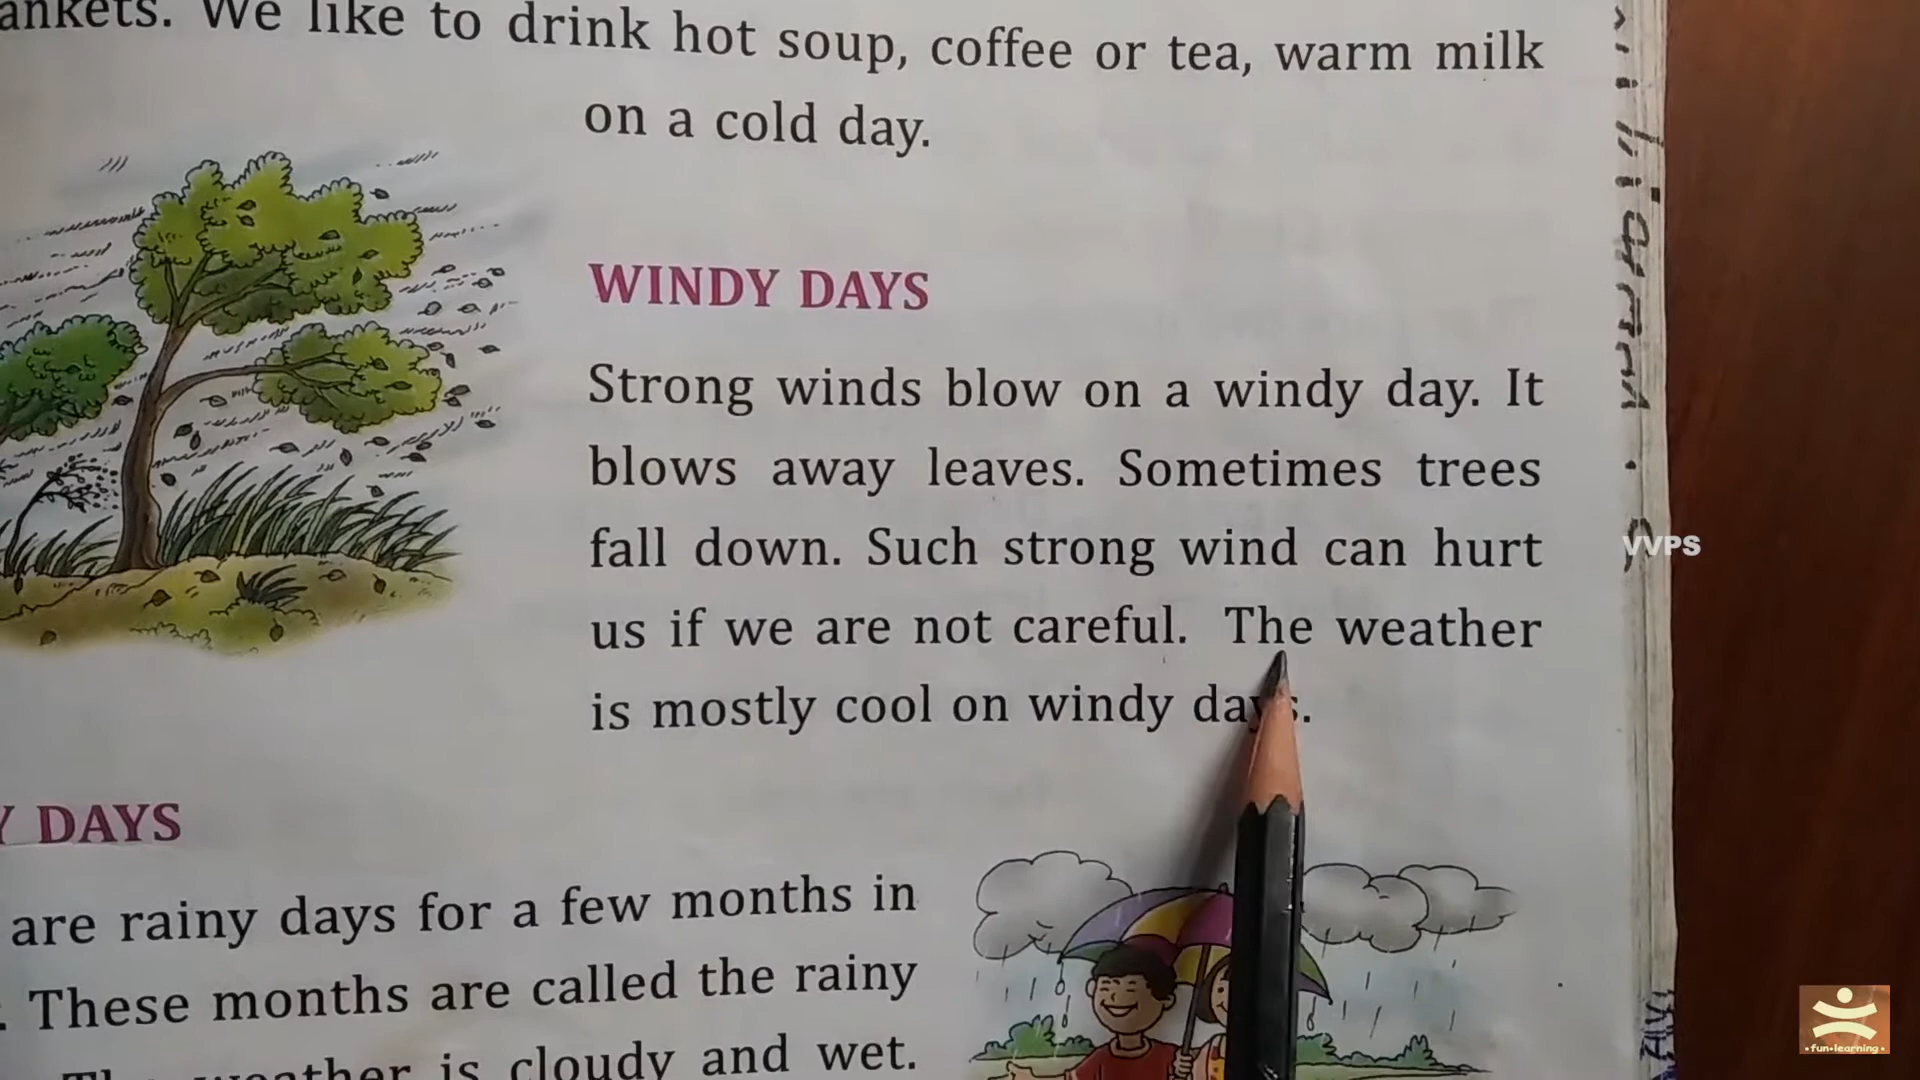 ankets. We like to drink hot soup, coffee or tea, warm milk
on a cold day.
WINDY DAYS
Strong winds blow on a windy day. It
blows away leaves. Sometimes trees
fall down. Such strong wind can hurt
us if we are not careful. The weather
is mostly cool on windy days.
Y DAYS
are rainy days for a few months in
. These months are called the rainy
The weather is cloudy and wet.
VVPS
•fun•learning•